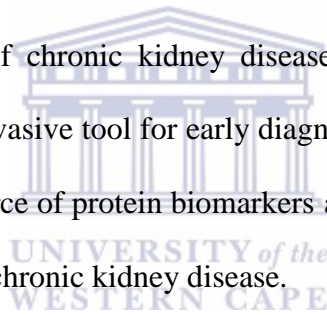 f chronic kidney disease
vasive tool for early diagn
rce of protein biomarkers a
UNIVERSITY of the
chronic kidney disease.
WESTERN CAPE